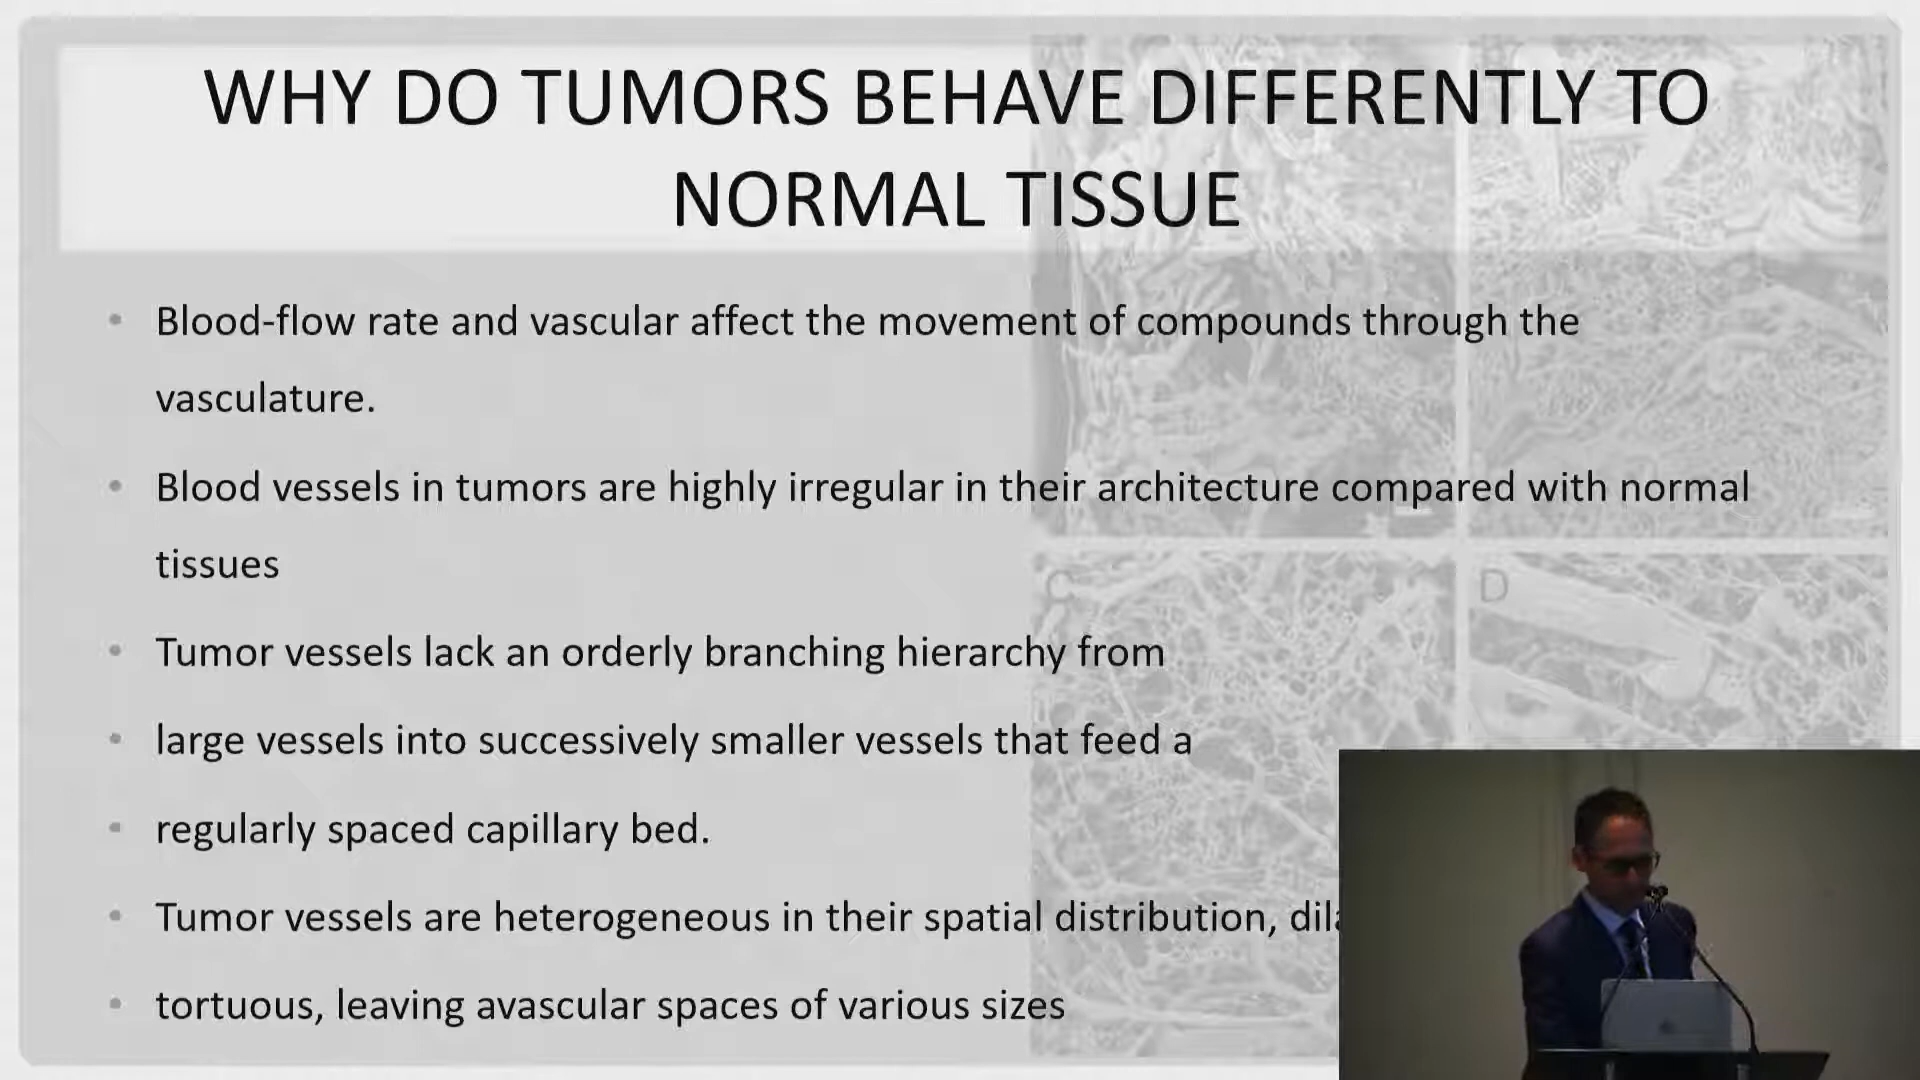 WHY DO TUMORS BEHAVE DIFFERENTLY TO
NORMAL TISSUE
• Blood-flow rate and vascular affect the movement of compounds through the
vasculature.
• Blood vessels in tumors are highly irregular in their architecture compared with normal
tissues
• Tumor vessels lack an orderly branching hierarchy from
• large vessels into successively smaller vessels that feed a
• regularly spaced capillary bed.
• Tumor vessels are heterogeneous in their spatial distribution,
• tortuous, leaving avascular spaces of various sizes
C
D